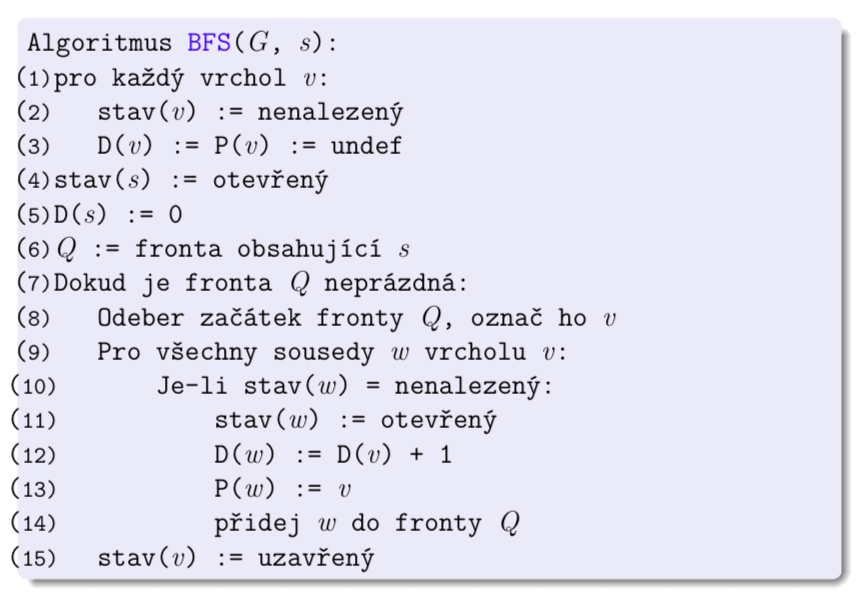 Algoritmus BFS(G, s):
(1)pro každý vrchol v:
(2) stav(v) := nenalezený
(3) D(v) := P(v) := undef
(4)stav(s) := otevřený
(5)D(s) := 0
(6)Q := fronta obsahující s
(7)Dokud je fronta Q neprázdná:
(8) Odeber začátek fronty Q, označ ho v
(9) Pro všechny sousedy w vrcholu v:
(10) Je-li stav(w) = nenalezený:
(11) stav(w) := otevřený
(12) D(w) := D(v) + 1
(13) P(w) := v
(14) přidej w do fronty Q
(15) stav(v) := uzavřený